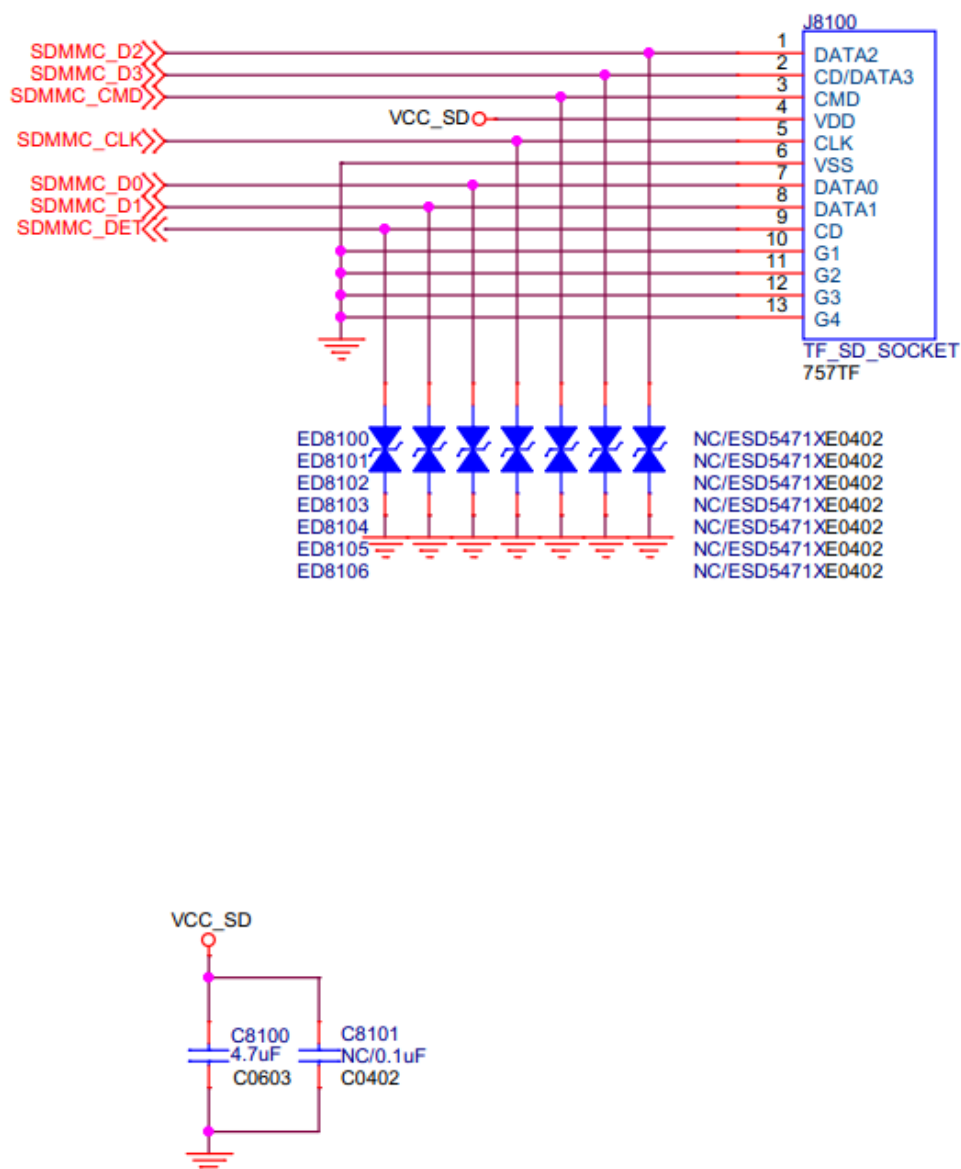 J8100
SDMMC_D2 1 DATA2
SDMMC_D3 2 CD/DATA3
SDMMC_CMD 3 CMD
VCC_SD 4 VDD
SDMMC_CLK 5 CLK
6 VSS
SDMMC_D0 7 DATA0
SDMMC_D1 8 DATA1
SDMMC_DET 9 CD
10 G1
11 G2
12 G3
13 G4
TF_SD_SOCKET
757TF
ED8100 NC/ESD5471XE0402
ED8101 NC/ESD5471XE0402
ED8102 NC/ESD5471XE0402
ED8103 NC/ESD5471XE0402
ED8104 NC/ESD5471XE0402
ED8105 NC/ESD5471XE0402
ED8106 NC/ESD5471XE0402
VCC_SD
C8100 C8101
4.7uF NC/0.1uF
C0603 C0402